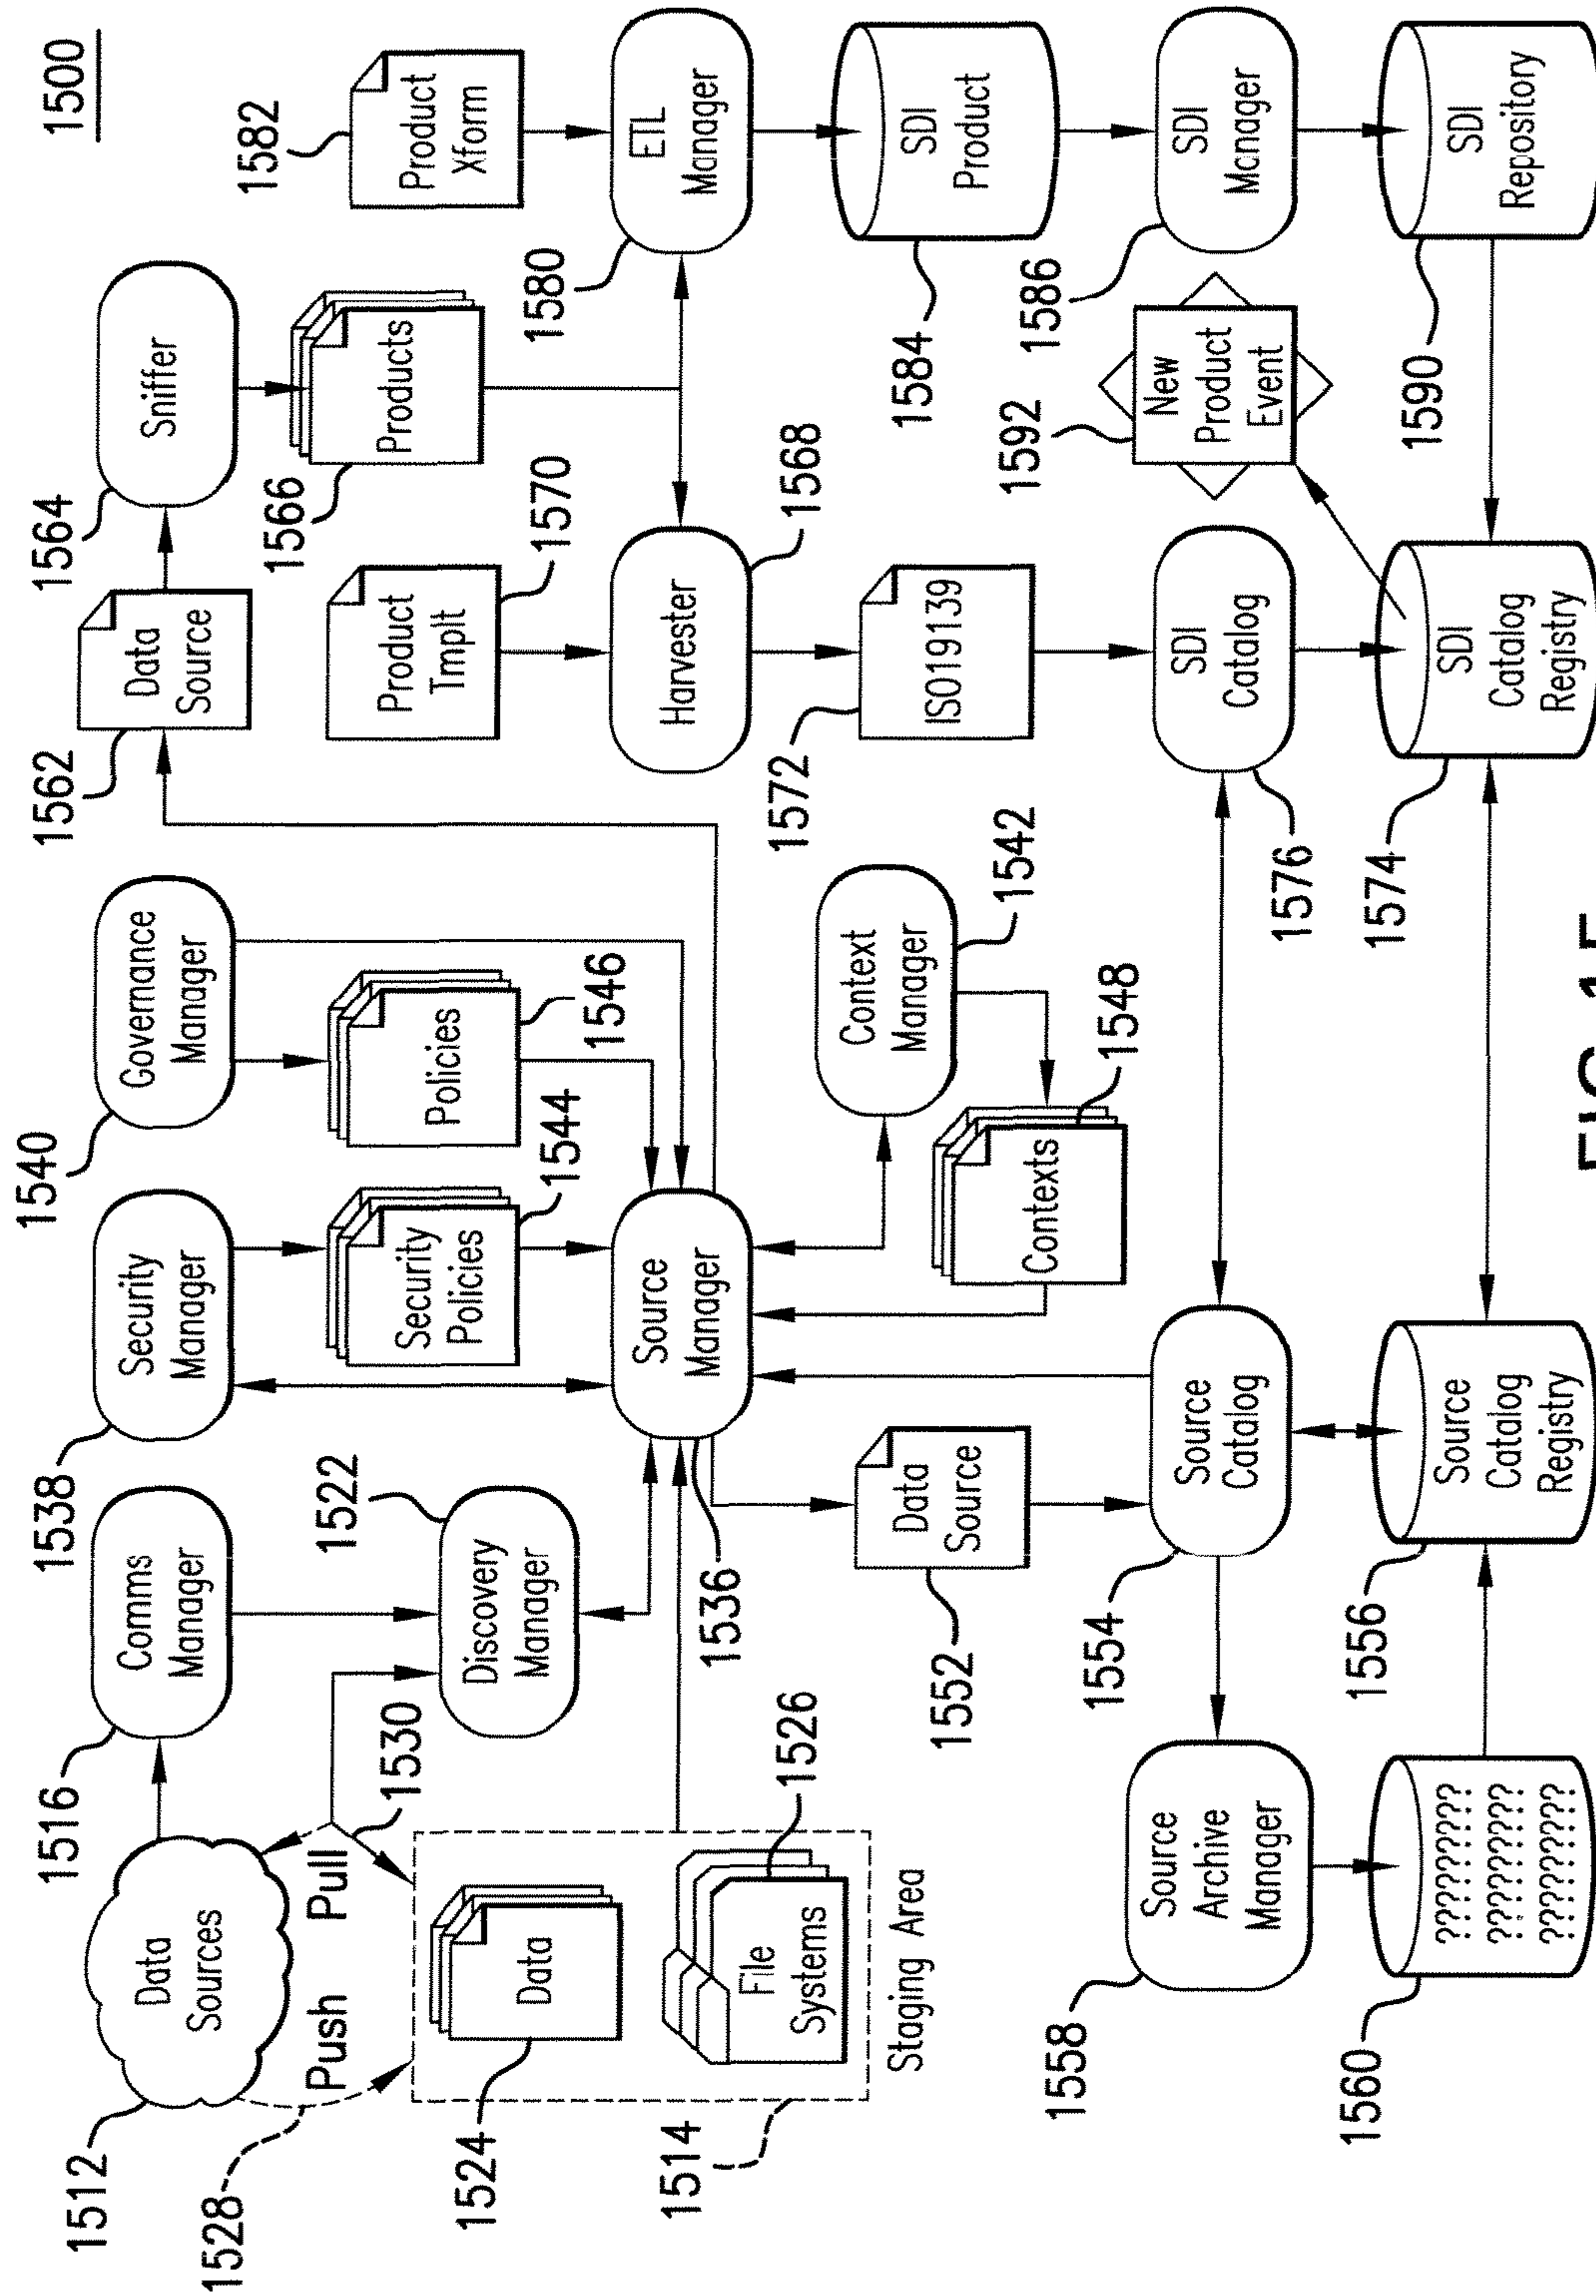 1500
1512
Data
Sources
1516
Comms
Manager
1538
Security
Manager
1540
Governance
Manager
1562
Data
Source
1564
Sniffer
1582
Product
Xform
1528
Push
Pull
1530
1522
Discovery
Manager
Security
Policies
1544
Policies
1546
Product
Tmplt
1570
1566
Products
1524
Data
1526
File
Systems
1514
Staging Area
1536
Source
Manager
Harvester
1568
1580
ETL
Manager
1552
Data
Source
Context
Manager
1542
Contexts
1548
1572
ISO19139
1584
SDI
Product
1558
Source
Archive
Manager
1554
Source
Catalog
SDI
Catalog
1576
1592
New
Product
Event
1586
SDI
Manager
1560
?????????
?????????
?????????
1556
Source
Catalog
Registry
1574
SDI
Catalog
Registry
1590
SDI
Repository